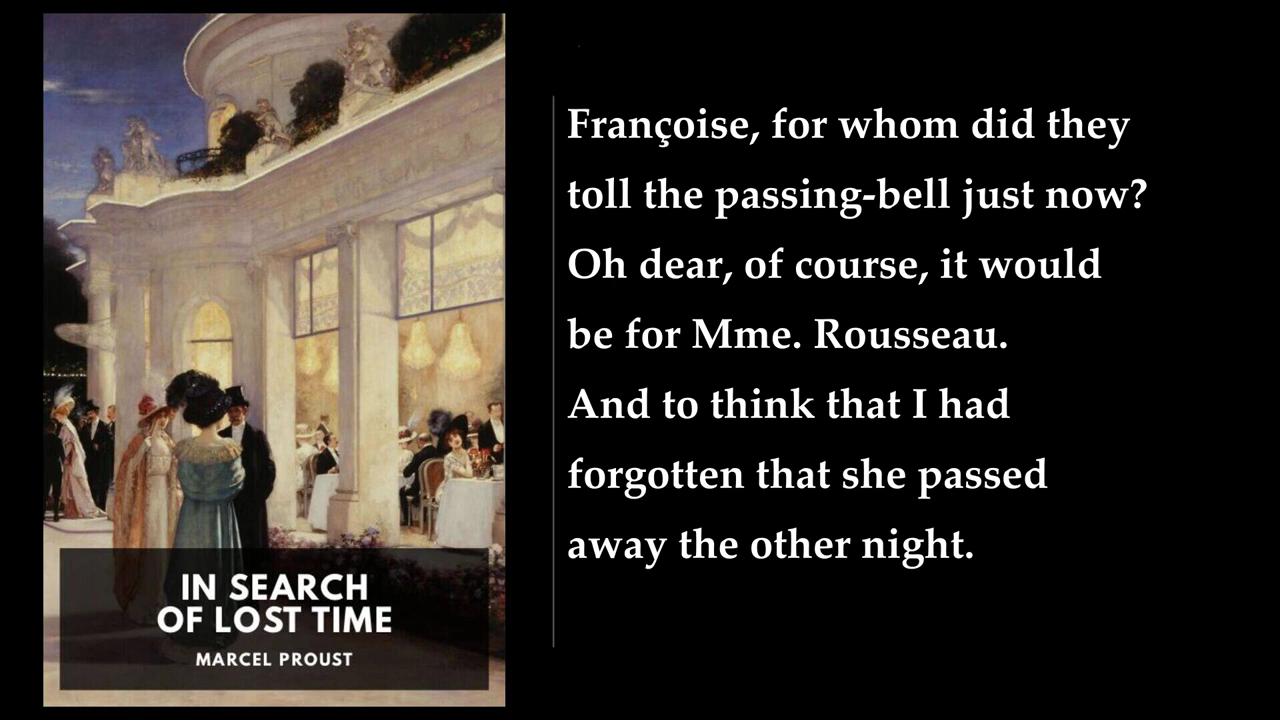 Françoise, for whom did they
toll the passing-bell just now?
Oh dear, of course, it would
be for Mme. Rousseau.
And to think that I had
forgotten that she passed
away the other night.
IN SEARCH
OF LOST TIME
MARCEL PROUST